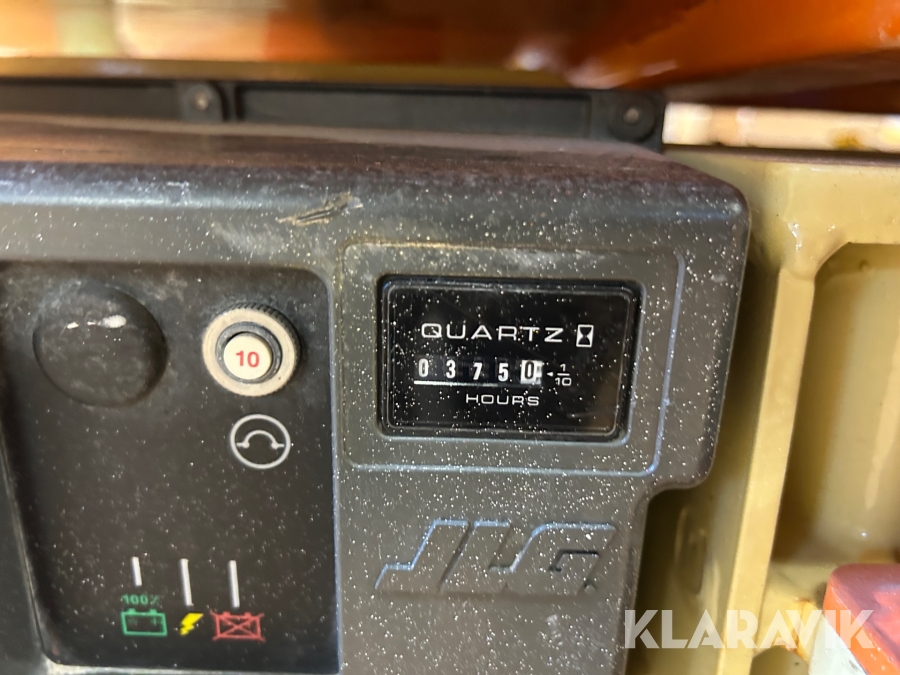 QUARTZ
0 3 7 5 0 1/10
HOURS
10
100%
JLG
KLARAVIK